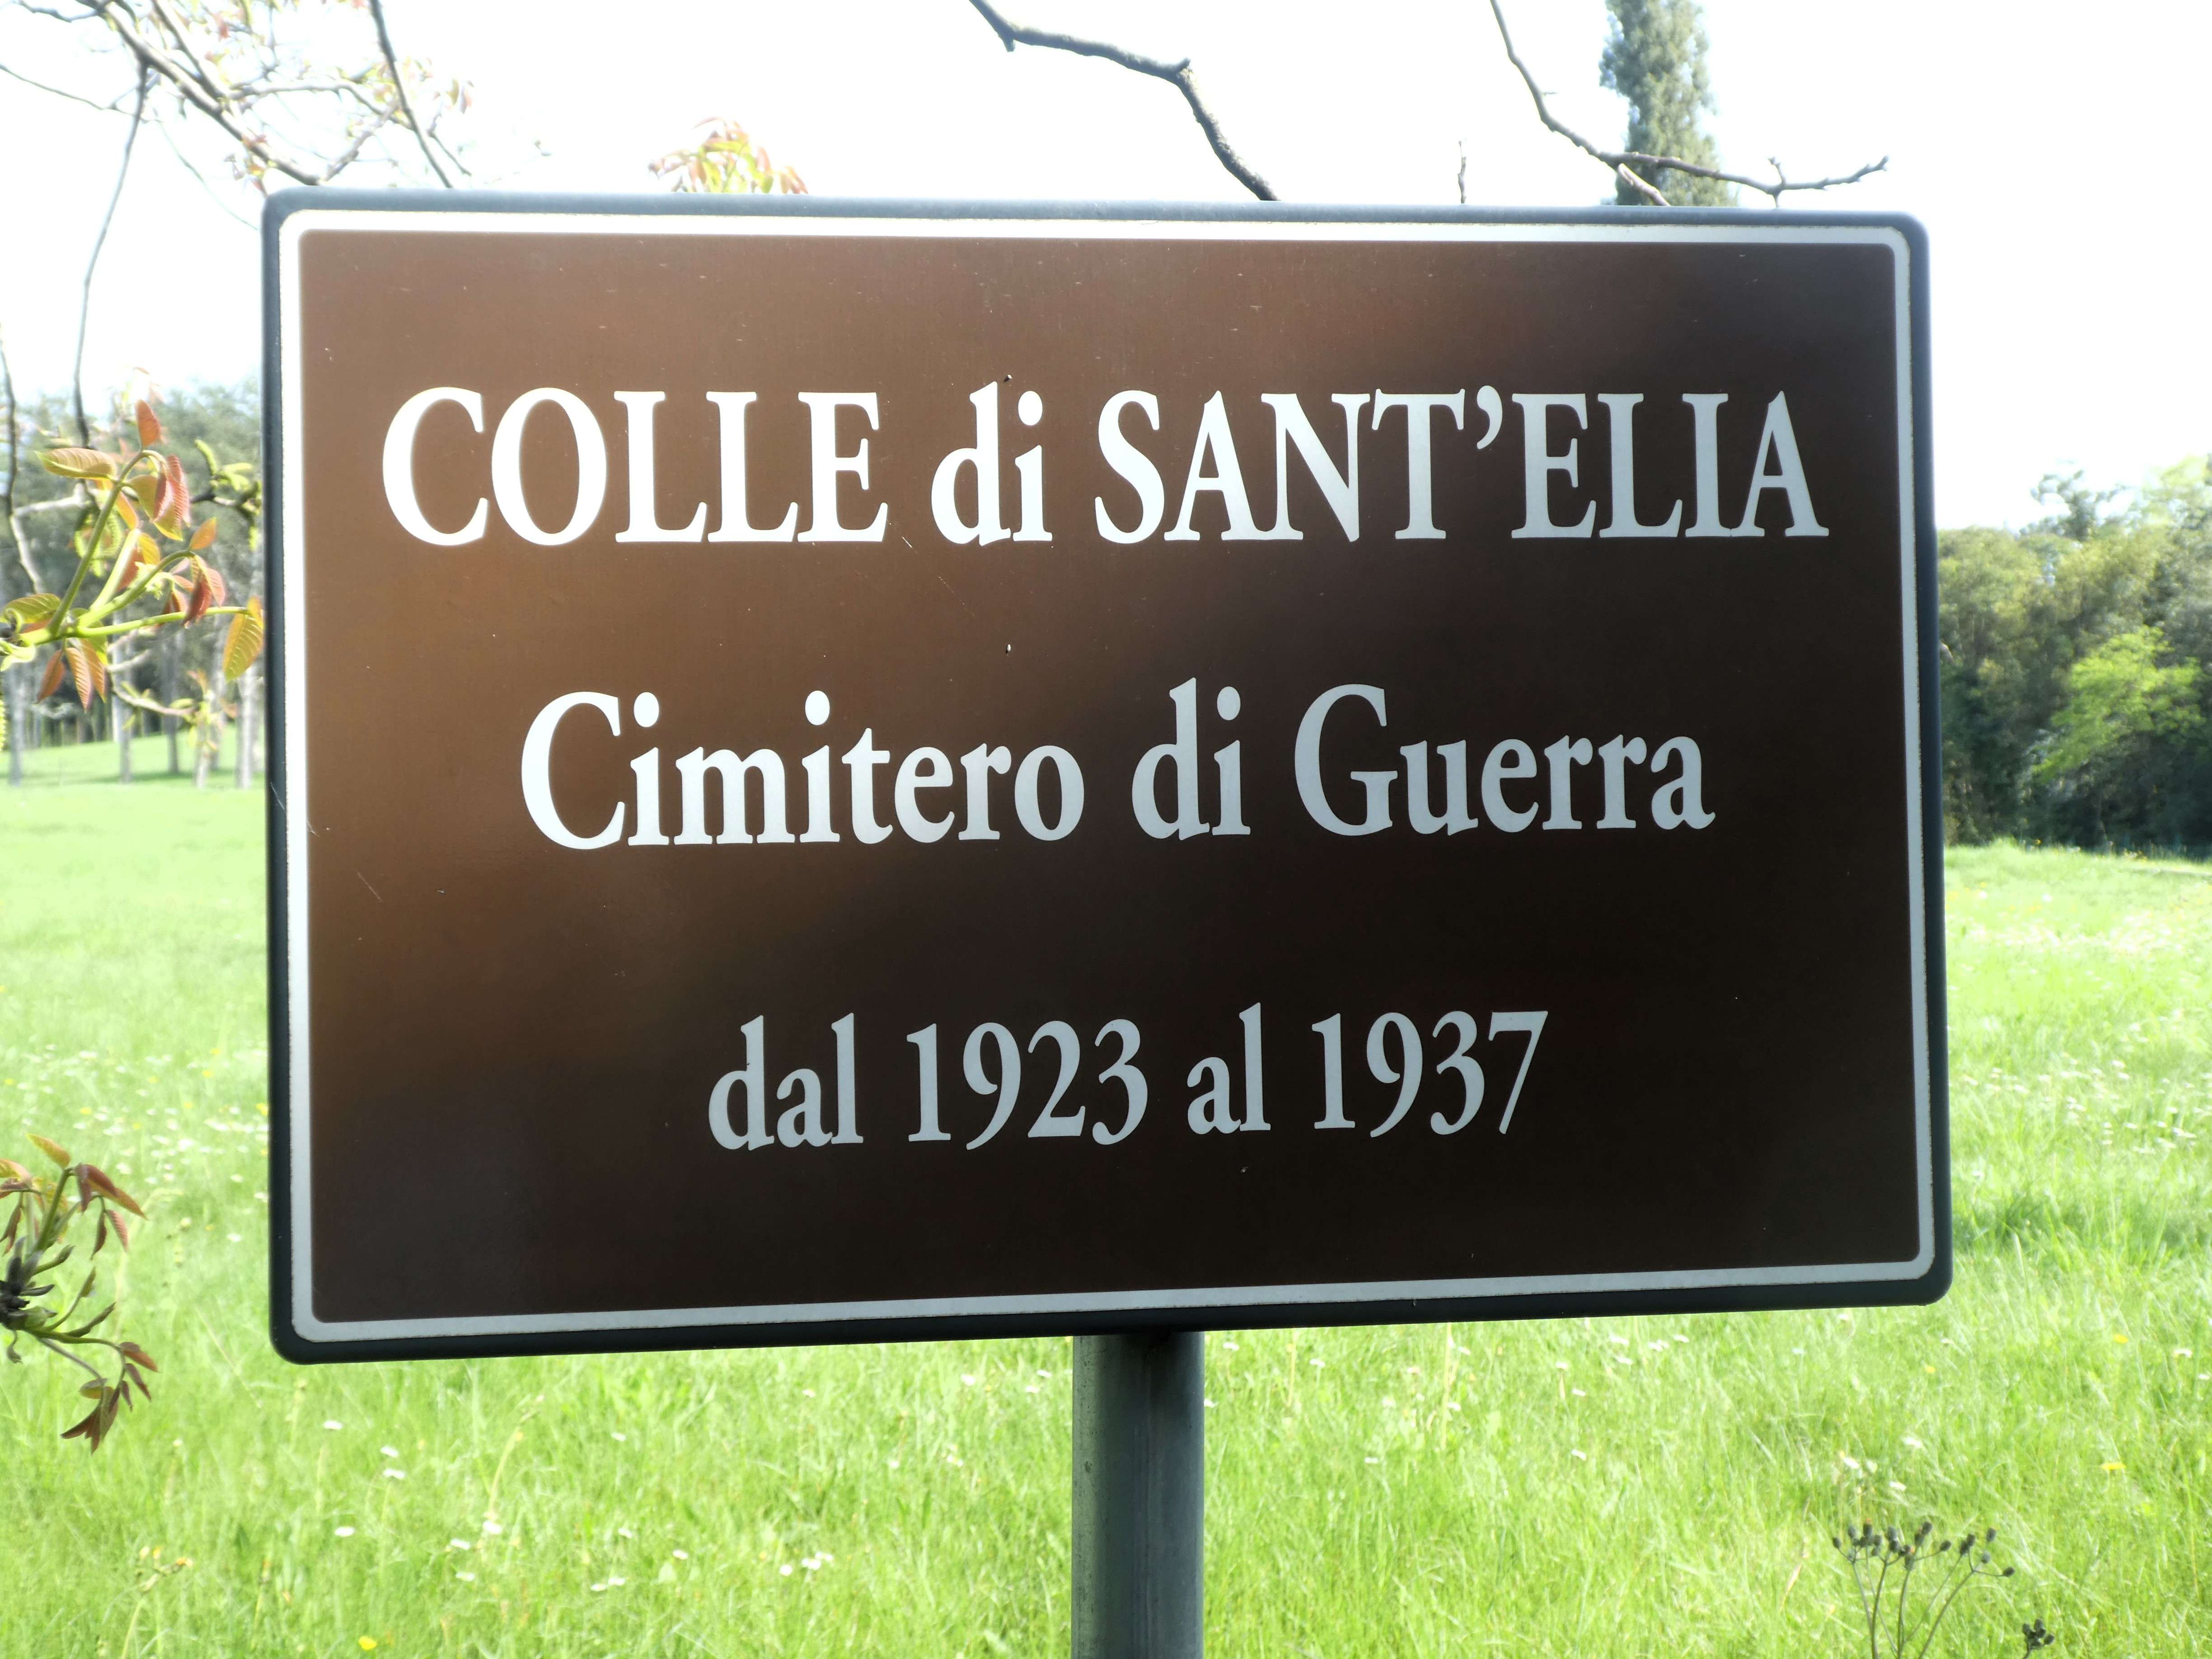 COLLE di SANT’ELIA
Cimitero di Guerra
dal 1923 al 1937